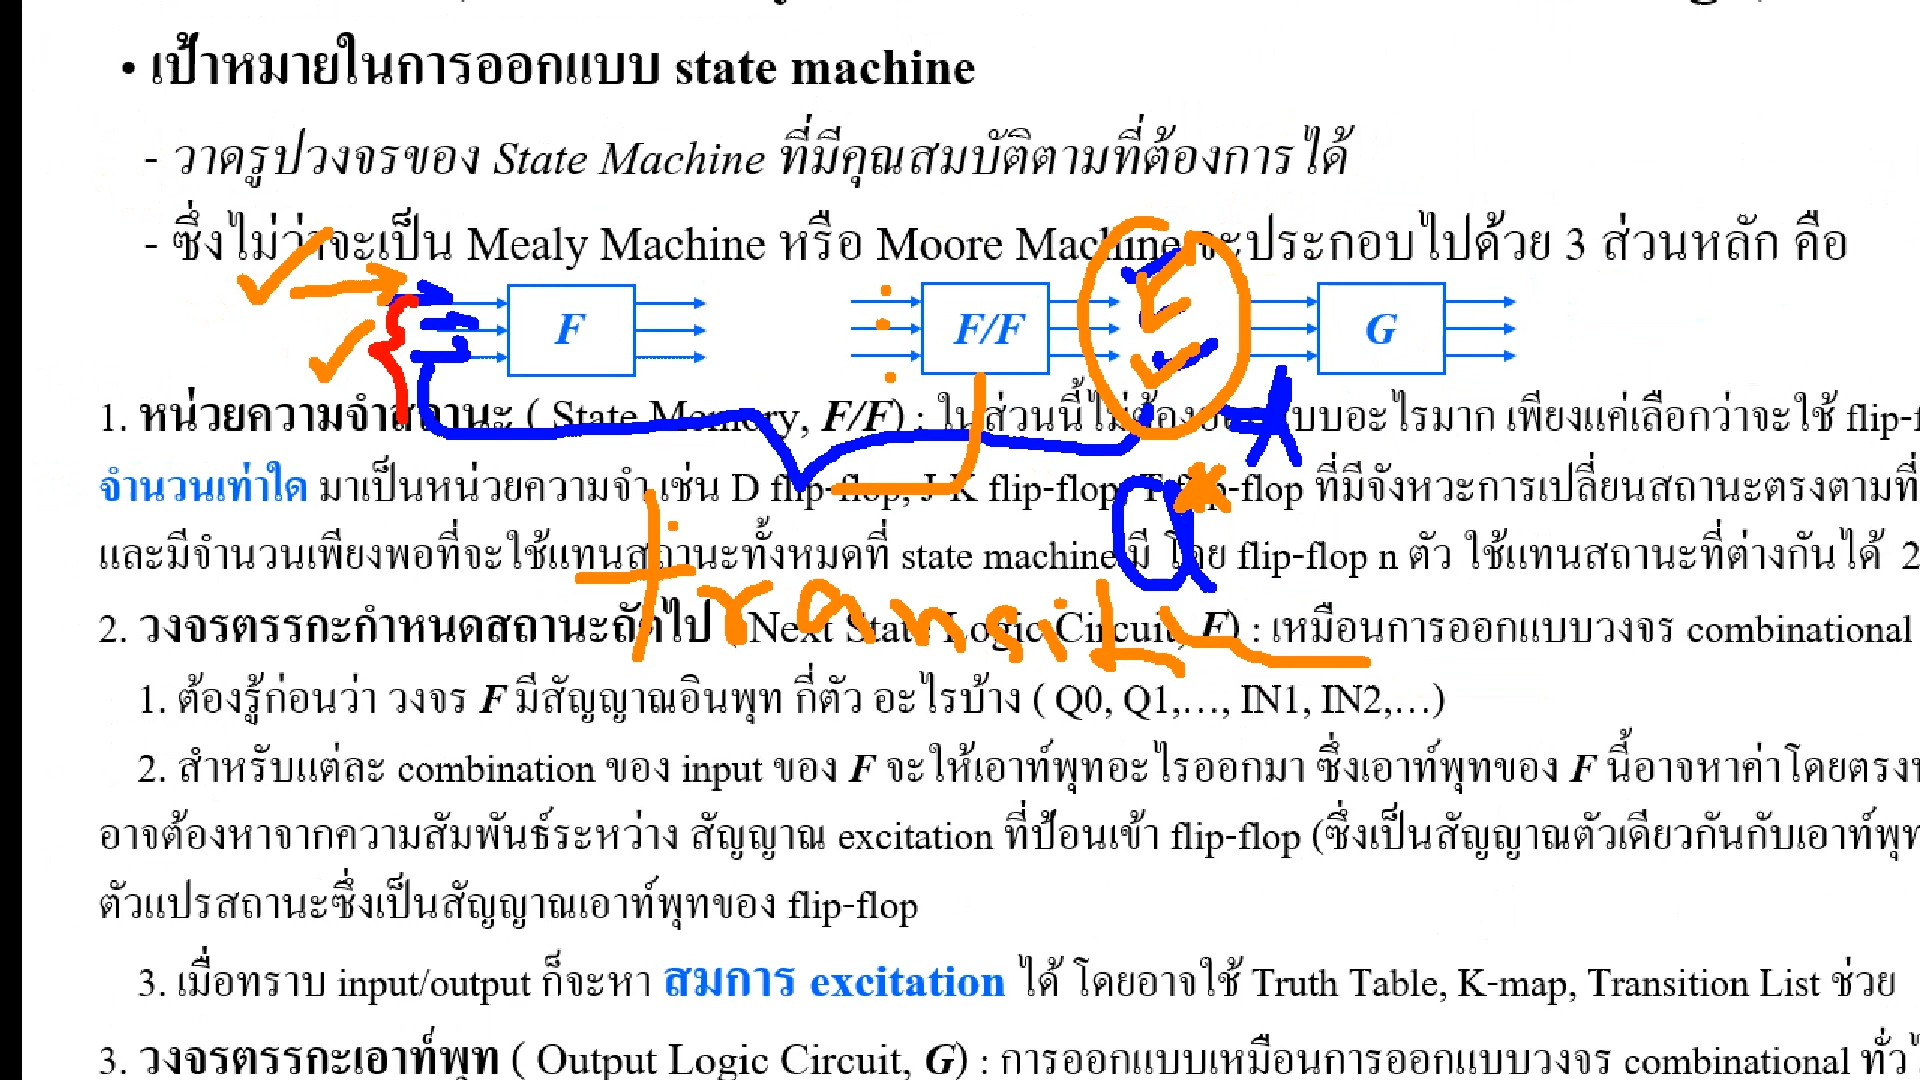 • เป้าหมายในการออกแบบ state machine
- วาดรูปวงจรของ State Machine ที่มีคุณสมบัติตามที่ต้องการได้
- ซึ่งไม่ว่าจะเป็น Mealy Machine หรือ Moore Machine จะประกอบไปด้วย 3 ส่วนหลัก คือ
F F/F G
1. หน่วยความจำสถานะ ( State Memory, F/F) : ในส่วนนี้ไม่ต้องออกแบบอะไรมาก เพียงแค่เลือกว่าจะใช้
จำนวนเท่าใด มาเป็นหน่วยความจำ เช่น D flip-flop, J-K flip-flop, T flip-flop ที่มีจังหวะการเปลี่ยนสถานะตรงตามที่
Q*
และมีจำนวนเพียงพอที่จะใช้แทนสถานะทั้งหมดที่ state machine มี โดย flip-flop n ตัว ใช้แทนสถานะที่ต่างกันได้ 2
2. วงจรตรรกะกำหนดสถานะถัดไป ( Next State Logic Circuit, F) : เหมือนการออกแบบวงจร combinational
1. ต้องรู้ก่อนว่า วงจร F มีสัญญาณอินพุท กี่ตัว อะไรบ้าง ( Q0, Q1,…, IN1, IN2,…)
2. สำหรับแต่ละ combination ของ input ของ F จะให้เอาท์พุทอะไรออกมา ซึ่งเอาท์พุทของ F นี้อาจหาค่าโดยตรง
อาจต้องหาจากความสัมพันธ์ระหว่าง สัญญาณ excitation ที่ป้อนเข้า flip-flop (ซึ่งเป็นสัญญาณตัวเดียวกันกับเอาท์พุท
ตัวแปรสถานะซึ่งเป็นสัญญาณเอาท์พุทของ flip-flop
3. เมื่อทราบ input/output ก็จะหา สมการ excitation ได้ โดยอาจใช้ Truth Table, K-map, Transition List ช่วย
3. วงจรตรรกะเอาท์พุท ( Output Logic Circuit, G) : การออกแบบเหมือนการออกแบบวงจร combinational